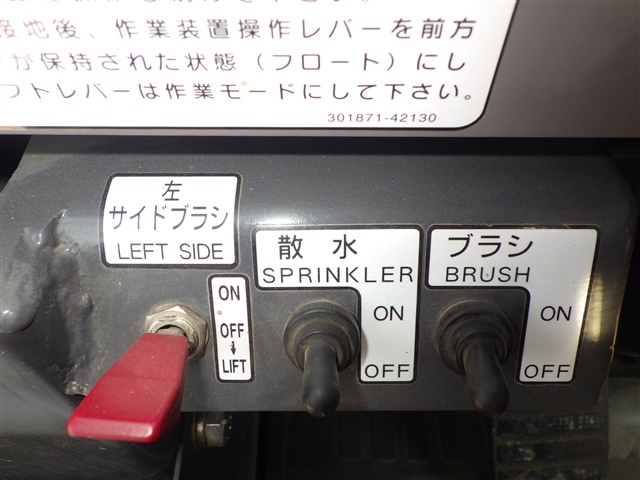 接地後、作業装置操作レバーを前方
が保持された状態（フロート）にし
フトレバーは作業モードにして下さい。
301871-42130
左
サイドブラシ
LEFT SIDE
ON
OFF
↓
LIFT
散水
SPRINKLER
ON
OFF
ブラシ
BRUSH
ON
OFF